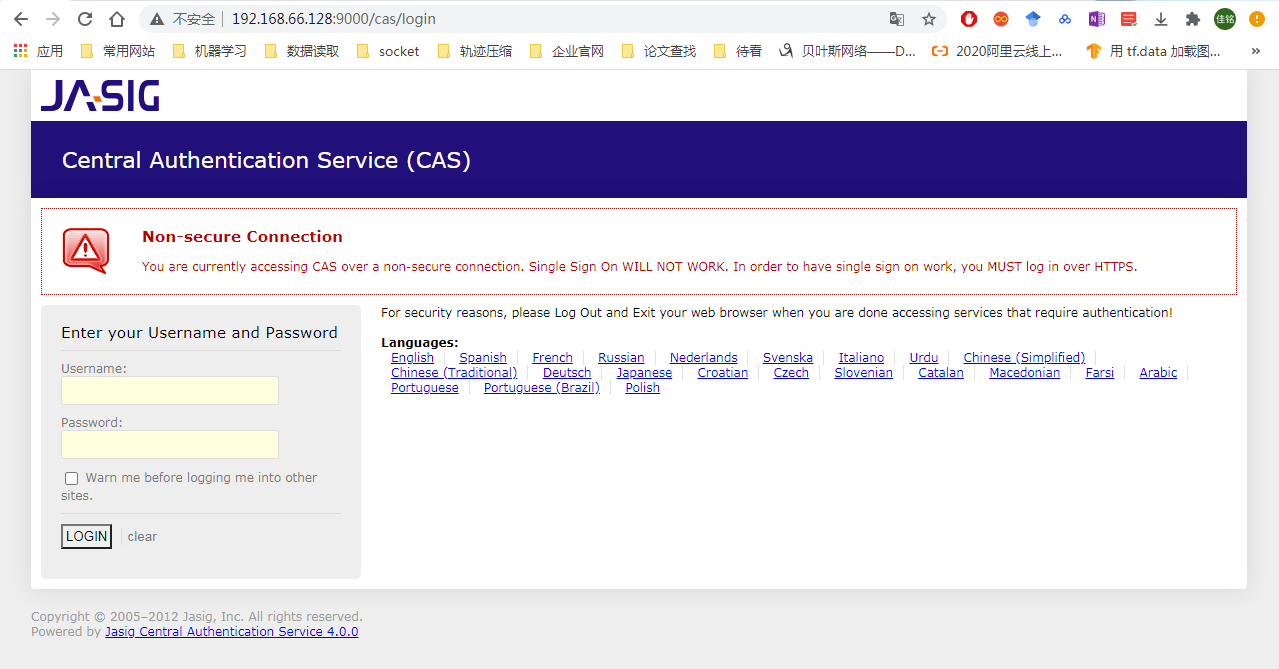 不安全 192.168.66.128:9000/cas/login 佳铭
应用 常用网站 机器学习 数据读取 socket 轨迹压缩 企业官网 论文查找 待看 贝叶斯网络——D... 2020阿里云线上... 用 tf.data 加载图... »
JA-SIG
Central Authentication Service (CAS)
Non-secure Connection
You are currently accessing CAS over a non-secure connection. Single Sign On WILL NOT WORK. In order to have single sign on work, you MUST log in over HTTPS.
Enter your Username and Password
Username:
Password:
Warn me before logging me into other
sites.
LOGIN clear
For security reasons, please Log Out and Exit your web browser when you are done accessing services that require authentication!
Languages:
English Spanish French Russian Nederlands Svenska Italiano Urdu Chinese (Simplified)
Chinese (Traditional) Deutsch Japanese Croatian Czech Slovenian Catalan Macedonian Farsi Arabic
Portuguese Portuguese (Brazil) Polish
Copyright © 2005–2012 Jasig, Inc. All rights reserved.
Powered by Jasig Central Authentication Service 4.0.0